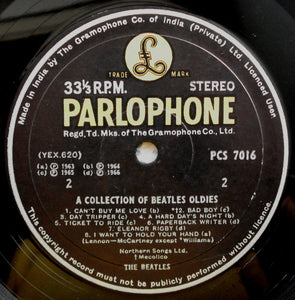 Made in India by The Gramophone Co. of India (Private) Ltd. Licenced User
£
TRADE MARK
33⅓ R.P.M. STEREO
PARLOPHONE
Regd, Td. Mks. of The Gramophone Co., Ltd.
(YEX.620) PCS 7016
(a) ℗ 1963 (b) ℗ 1964
(c) ℗ 1965 (d) ℗ 1966
2 2
A COLLECTION OF BEATLES OLDIES
1. CAN'T BUY ME LOVE (b) *†2. BAD BOY (c)
3. DAY TRIPPER (c) 4. A HARD DAY'S NIGHT (b)
5. TICKET TO RIDE (c) 6. PAPERBACK WRITER (d)
7. ELEANOR RIGBY (d)
8. I WANT TO HOLD YOUR HAND (a)
(Lennon—McCartney except *Williams)
Northern Songs Ltd.
† Mecolico
THE BEATLES
This copyright record must not be publicly performed without licence